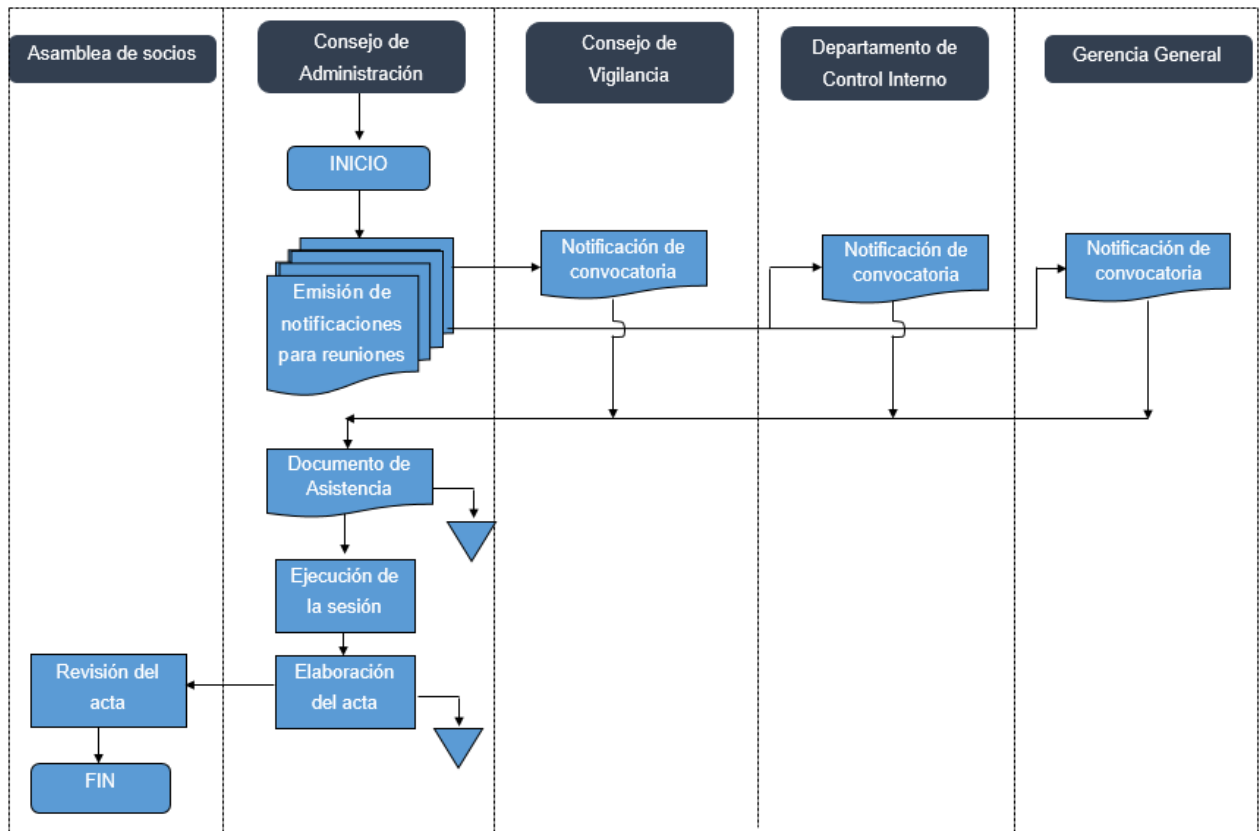 Asamblea de socios
Consejo de
Administración
Consejo de
Vigilancia
Departamento de
Control Interno
Gerencia General
INICIO
Emisión de
notificaciones
para reuniones
Notificación de
convocatoria
Notificación de
convocatoria
Notificación de
convocatoria
Documento de
Asistencia
Ejecución de
la sesión
Elaboración
del acta
Revisión del
acta
FIN